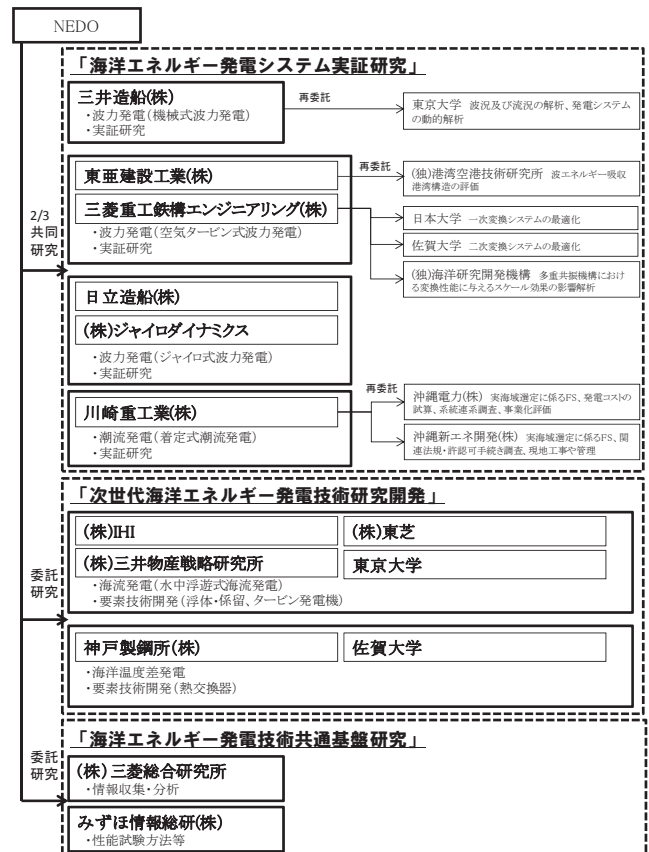 NEDO
「海洋エネルギー発電システム実証研究」
三井造船(株)
・波力発電(機械式波力発電)
・実証研究
再委託
東京大学 波況及び流況の解析、発電システム
の動的解析
東亜建設工業(株)
三菱重工鉄構エンジニアリング(株)
・波力発電(空気タービン式波力発電)
・実証研究
再委託
(独)港湾空港技術研究所 波エネルギー吸収
港湾構造の評価
日本大学 一次変換システムの最適化
佐賀大学 二次変換システムの最適化
(独)海洋研究開発機構 多重共振機構におけ
る変換性能に与えるスケール効果の影響解析
2/3
共同
研究
日立造船(株)
(株)ジャイロダイナミクス
・波力発電(ジャイロ式波力発電)
・実証研究
川崎重工業(株)
・潮流発電(着定式潮流発電)
・実証研究
再委託
沖縄電力(株) 実海域選定に係るFS、発電コストの
試算、系統連系調査、事業化評価
沖縄新エネ開発(株) 実海域選定に係るFS、関
連法規・許認可手続き調査、現地工事や管理
「次世代海洋エネルギー発電技術研究開発」
(株)IHI
(株)東芝
(株)三井物産戦略研究所
東京大学
・海流発電(水中浮遊式海流発電)
・要素技術開発(浮体・係留、タービン発電機)
委託
研究
神戸製鋼所(株)
佐賀大学
・海洋温度差発電
・要素技術開発(熱交換器)
「海洋エネルギー発電技術共通基盤研究」
委託
研究
(株)三菱総合研究所
・情報収集・分析
みずほ情報総研(株)
・性能試験方法等